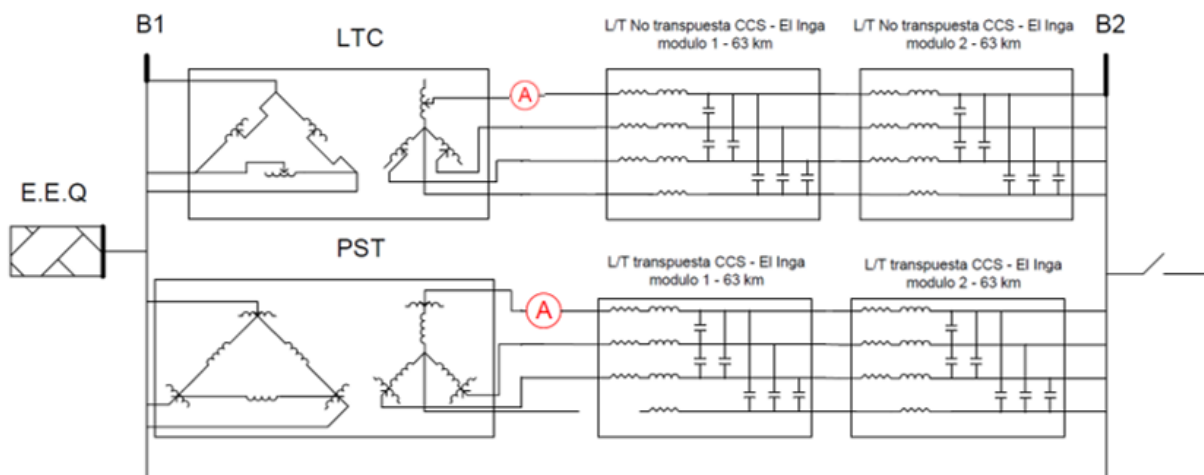 B1
LTC
L/T No transpuesta CCS - El Inga
modulo 1 - 63 km
L/T No transpuesta CCS - El Inga
modulo 2 - 63 km
B2
A
E.E.Q
PST
L/T transpuesta CCS - El Inga
modulo 1 - 63 km
L/T transpuesta CCS - El Inga
modulo 2 - 63 km
A